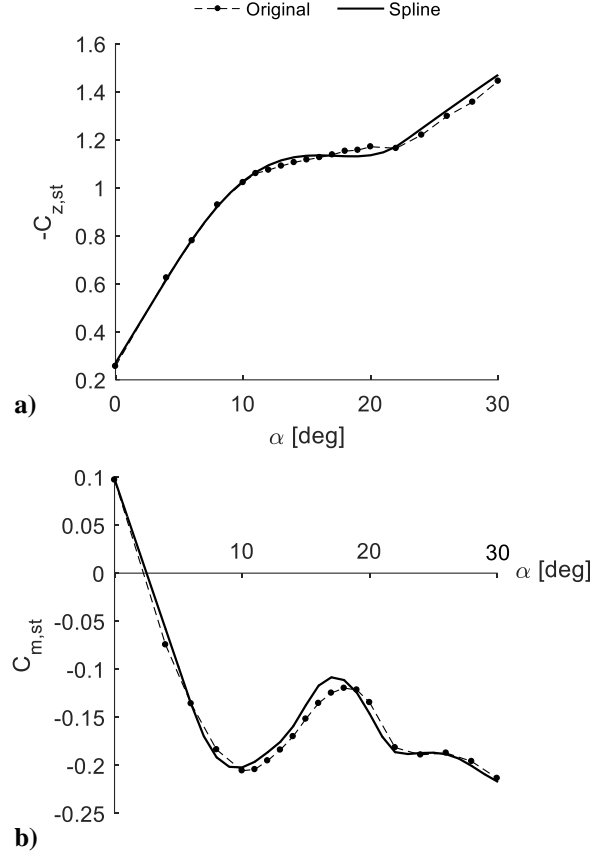 Original Spline
1.6
1.4
1.2
1
0.8
0.6
0.4
0.2
-C_z,st
0 10 20 30
α [deg]
a)
0.1
0.05
0
-0.05
-0.1
-0.15
-0.2
-0.25
C_m,st
10 20 30
α [deg]
b)